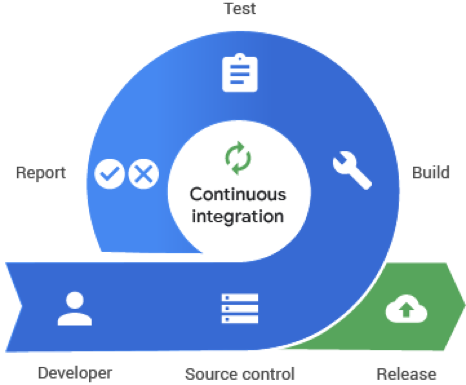 Test
Report
Continuous
integration
Build
Developer
Source control
Release